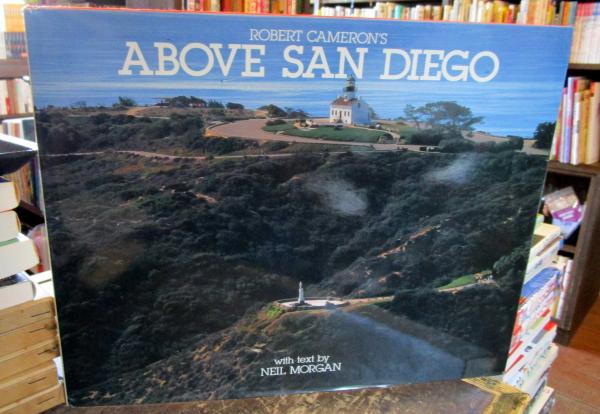 ROBERT CAMERON'S
ABOVE SAN DIEGO
with text by
NEIL MORGAN